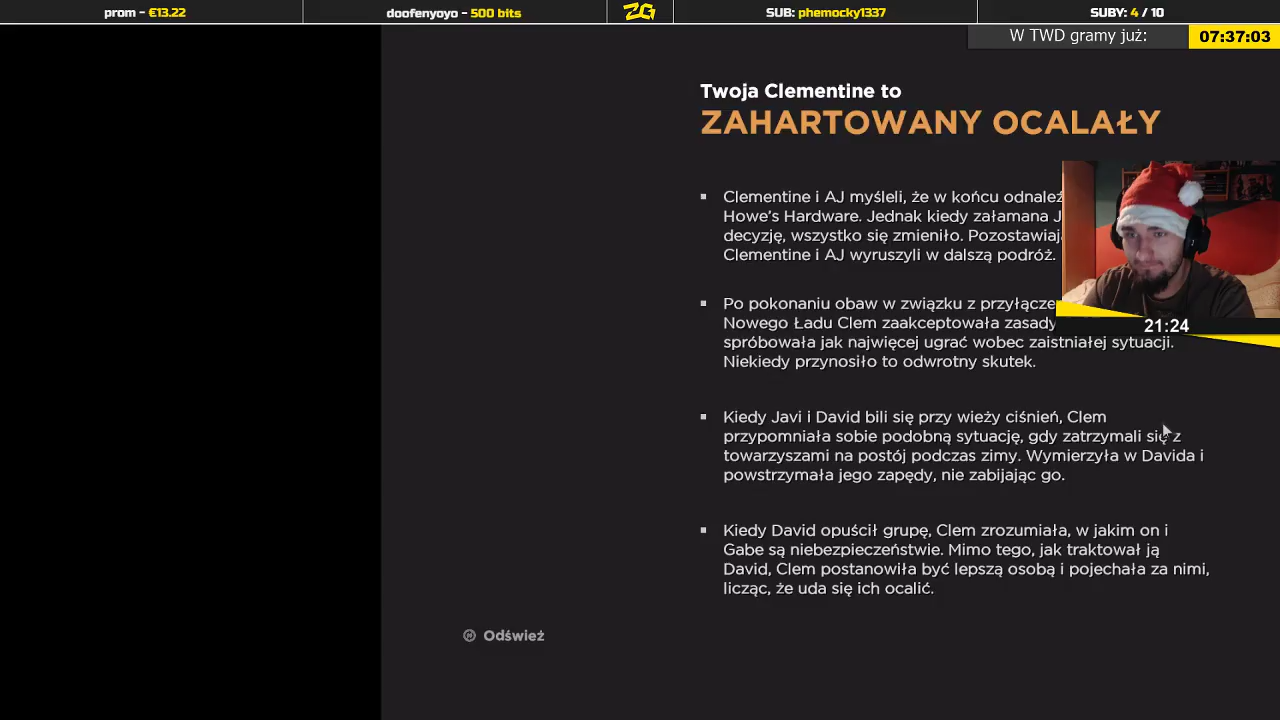 prom - €13.22
doofenyoyo - 500 bits
ZG
SUB: phemocky1337
SUBY: 4 / 10
W TWD gramy już:
07:37:03
Twoja Clementine to
ZAHARTOWANY OCALAŁY
Clementine i AJ myśleli, że w końcu odnaleź
Howe's Hardware. Jednak kiedy załamana J
decyzję, wszystko się zmieniło. Pozostawiają
Clementine i AJ wyruszyli w dalszą podróż.
Po pokonaniu obaw w związku z przyłącze
Nowego Ładu Clem zaakceptowała zasady
spróbowała jak najwięcej ugrać wobec zaistniałej sytuacji.
Niekiedy przynosiło to odwrotny skutek.
21:24
Kiedy Javi i David bili się przy wieży ciśnień, Clem
przypomniała sobie podobną sytuację, gdy zatrzymali się z
towarzyszami na postój podczas zimy. Wymierzyła w Davida i
powstrzymała jego zapędy, nie zabijając go.
Kiedy David opuścił grupę, Clem zrozumiała, w jakim on i
Gabe są niebezpieczeństwie. Mimo tego, jak traktował ją
David, Clem postanowiła być lepszą osobą i pojechała za nimi,
licząc, że uda się ich ocalić.
Odśwież